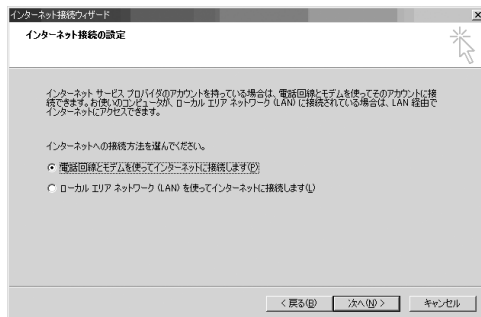 インターネット接続ウィザード
インターネット接続の設定
インターネット サービス プロバイダのアカウントを持っている場合は、電話回線とモデムを使ってそのアカウントに接
続できます。お使いのコンピュータが、ローカル エリア ネットワーク (LAN) に接続されている場合は、LAN 経由で
インターネットにアクセスできます。
インターネットへの接続方法を選んでください。
電話回線とモデムを使ってインターネットに接続します(P)
ローカル エリア ネットワーク (LAN) を使ってインターネットに接続します(L)
< 戻る(B) 次へ(N) > キャンセル